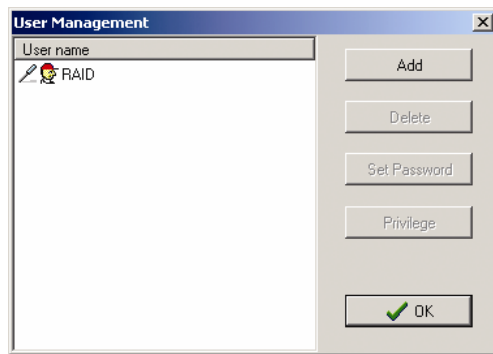 User Management
User name
RAID
Add
Delete
Set Password
Privilege
OK